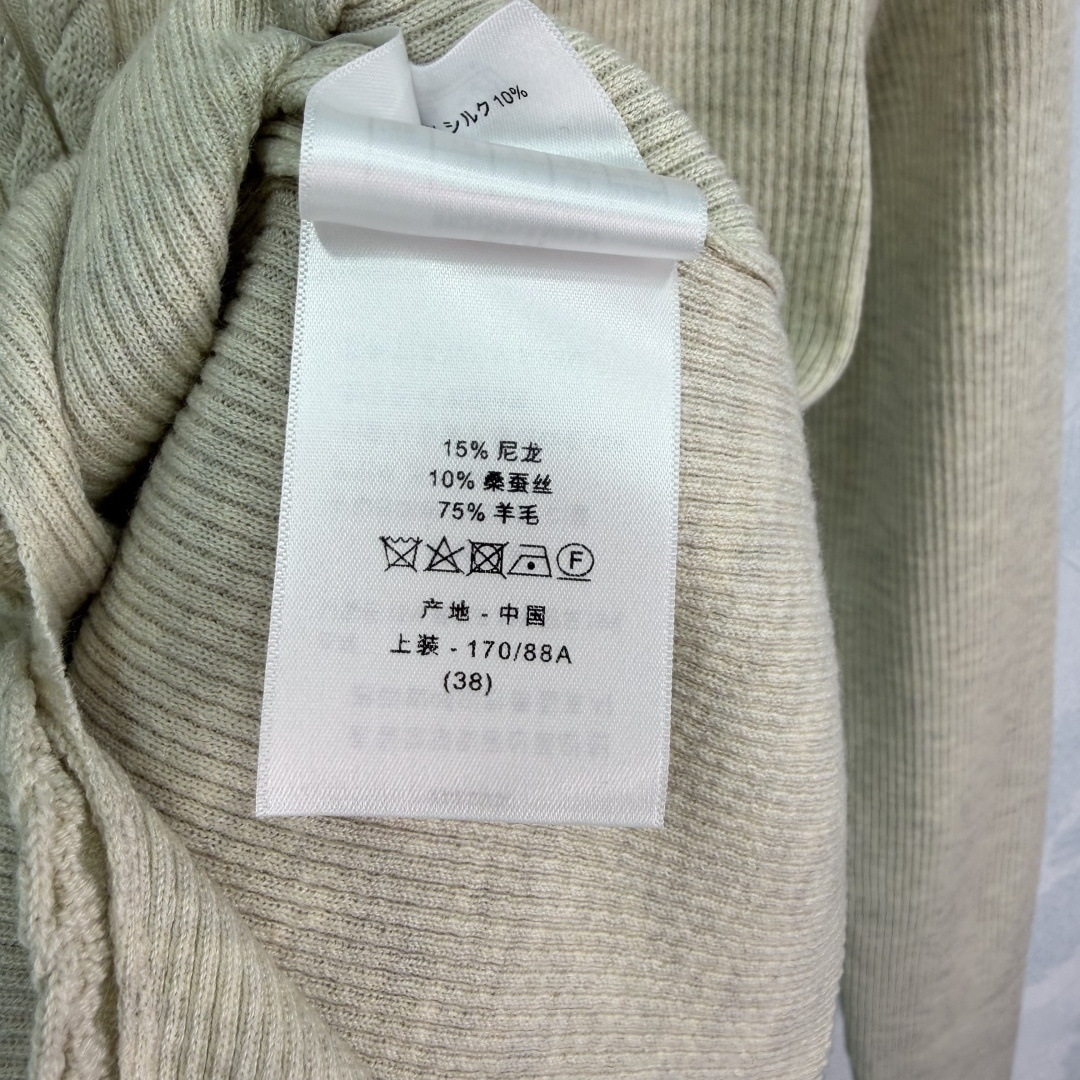 シルク 10%
15% 尼龙
10% 桑蚕丝
75% 羊毛
F
产地 - 中国
上装 - 170/88A
(38)